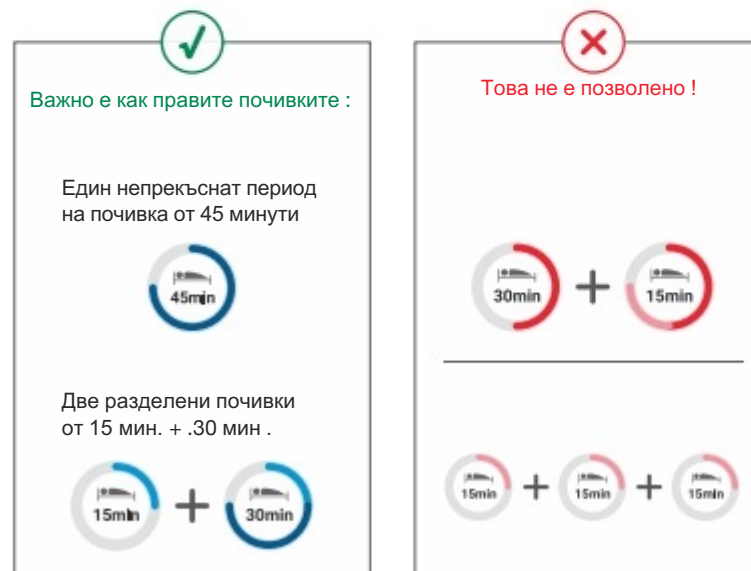 Важно е как правите почивките :
Един непрекъснат период
на почивка от 45 минути
45min
Две разделени почивки
от 15 мин. + .30 мин .
15min + 30min
Това не е позволено !
30min + 15min
15min + 15min + 15min